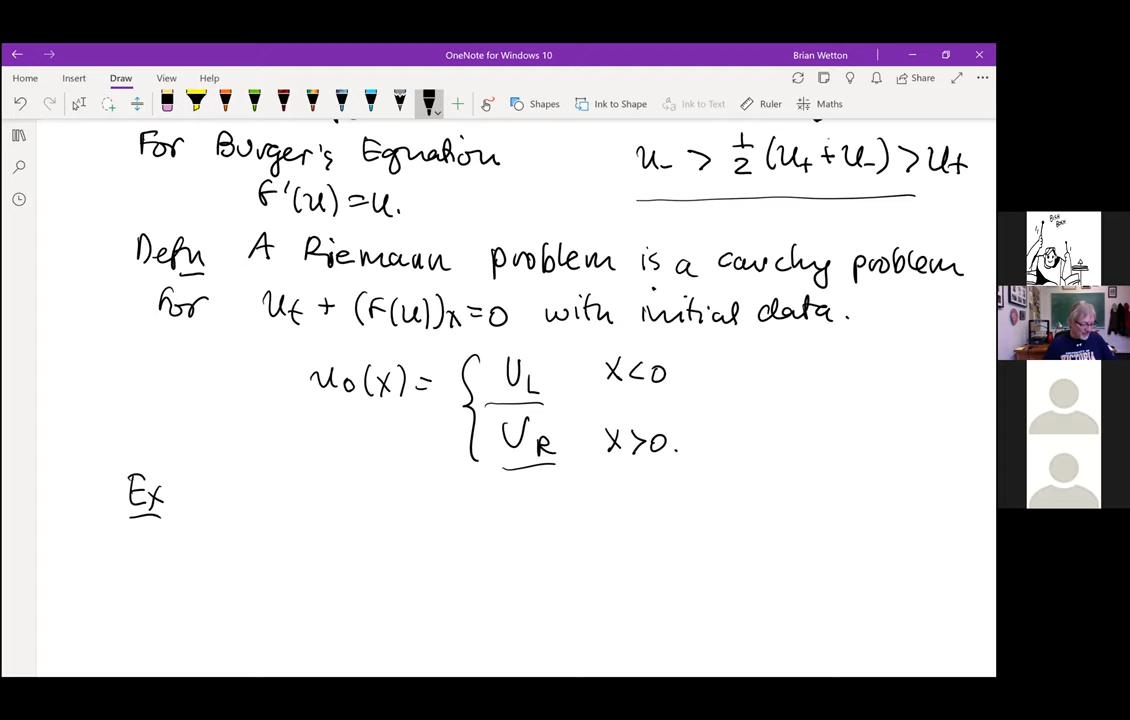 OneNote for Windows 10
Brian Wetton
Home Insert Draw View Help
Share
Shapes Ink to Shape Ink to Text Ruler Maths
For Burger's Equation
u- > 1/2 (u+ + u-) > u+
f'(u) = u.
Defn A Riemann problem is a cauchy problem
for ut + (f(u))x = 0 with initial data.
u0(x) = { UL x<0
UR x>0.
Ex